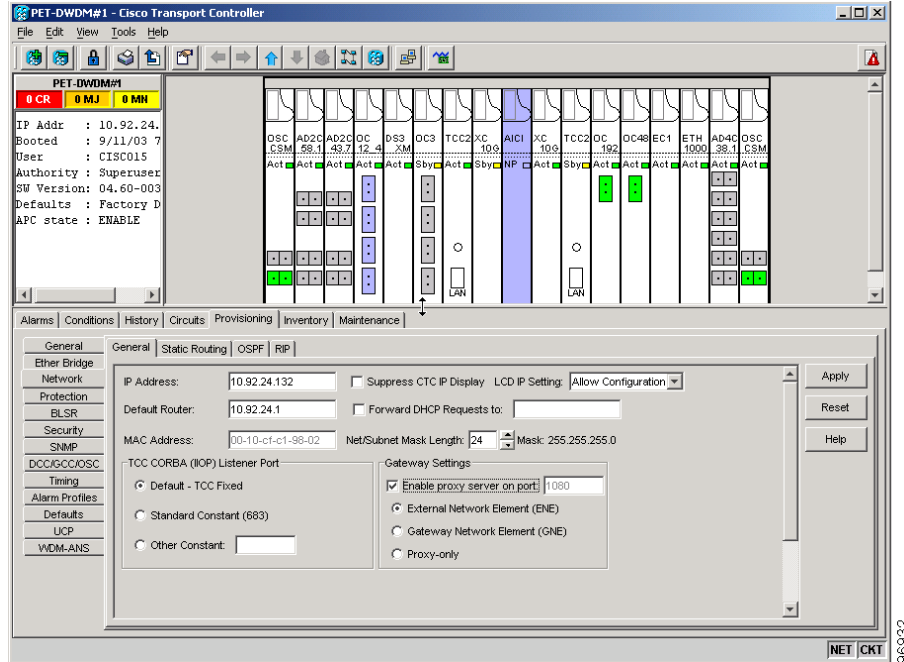 PET-DWDM#1 - Cisco Transport Controller
File Edit View Tools Help
PET-DWDM#1
0 CR 0 MJ 0 MN
IP Addr : 10.92.24.
Booted : 9/11/03 7
User : CISCO15
Authority : Superuser
SW Version: 04.60-003
Defaults : Factory D
APC state : ENABLE
OSC AD2C AD2C OC DS3 OC3 TCC2 XC AICI XC TCC2 OC OC48 EC1 ETH AD4C OSC
CSM 58.1 43.7 12_4 XM 10G 10G 192 1000 38.1 CSM
Act Act Act Act Act Sby Act Sby NP Act Sby Act Act Act Act Act Act
LAN LAN
Alarms Conditions History Circuits Provisioning Inventory Maintenance
General
Ether Bridge
Network
Protection
BLSR
Security
SNMP
DCC/GCC/OSC
Timing
Alarm Profiles
Defaults
UCP
WDM-ANS
General Static Routing OSPF RIP
IP Address: 10.92.24.132 Suppress CTC IP Display LCD IP Setting: Allow Configuration
Default Router: 10.92.24.1 Forward DHCP Requests to:
MAC Address: 00-10-cf-c1-98-02 Net/Subnet Mask Length: 24 Mask: 255.255.255.0
TCC CORBA (IIOP) Listener Port
Default - TCC Fixed
Standard Constant (683)
Other Constant:
Gateway Settings
Enable proxy server on port: 1080
External Network Element (ENE)
Gateway Network Element (GNE)
Proxy-only
Apply
Reset
Help
NET CKT
96932